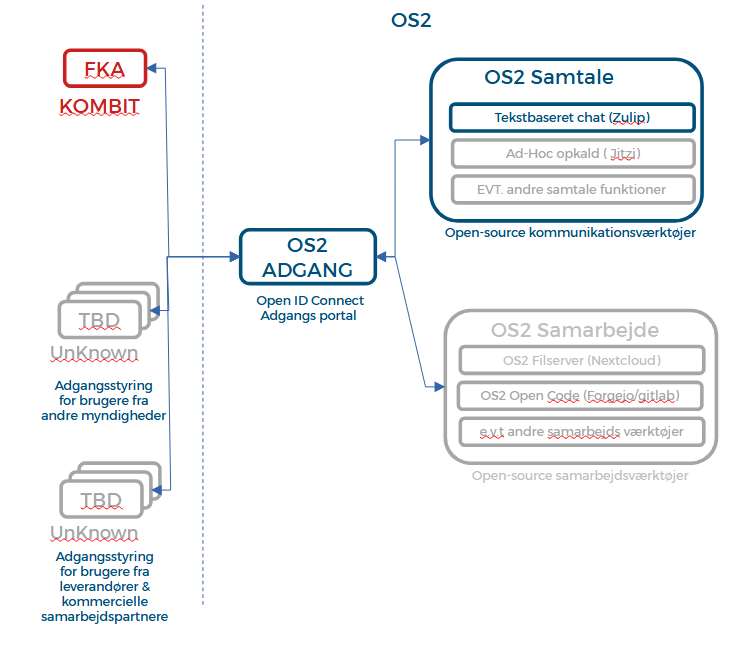 OS2
FKA
KOMBIT
OS2 Samtale
Tekstbaseret chat (Zulip)
Ad-Hoc opkald ( Jitzi)
EVT. andre samtale funktioner
Open-source kommunikationsværktøjer
OS2
ADGANG
Open ID Connect
Adgangs portal
TBD
UnKnown
Adgangsstyring
for brugere fra
andre myndigheder
OS2 Samarbejde
OS2 Filserver (Nextcloud)
OS2 Open Code (Forgejo/gitlab)
e.v.t andre samarbejds værktøjer
Open-source samarbejdsværktøjer
TBD
UnKnown
Adgangsstyring
for brugere fra
leverandører &
kommercielle
samarbejdspartnere